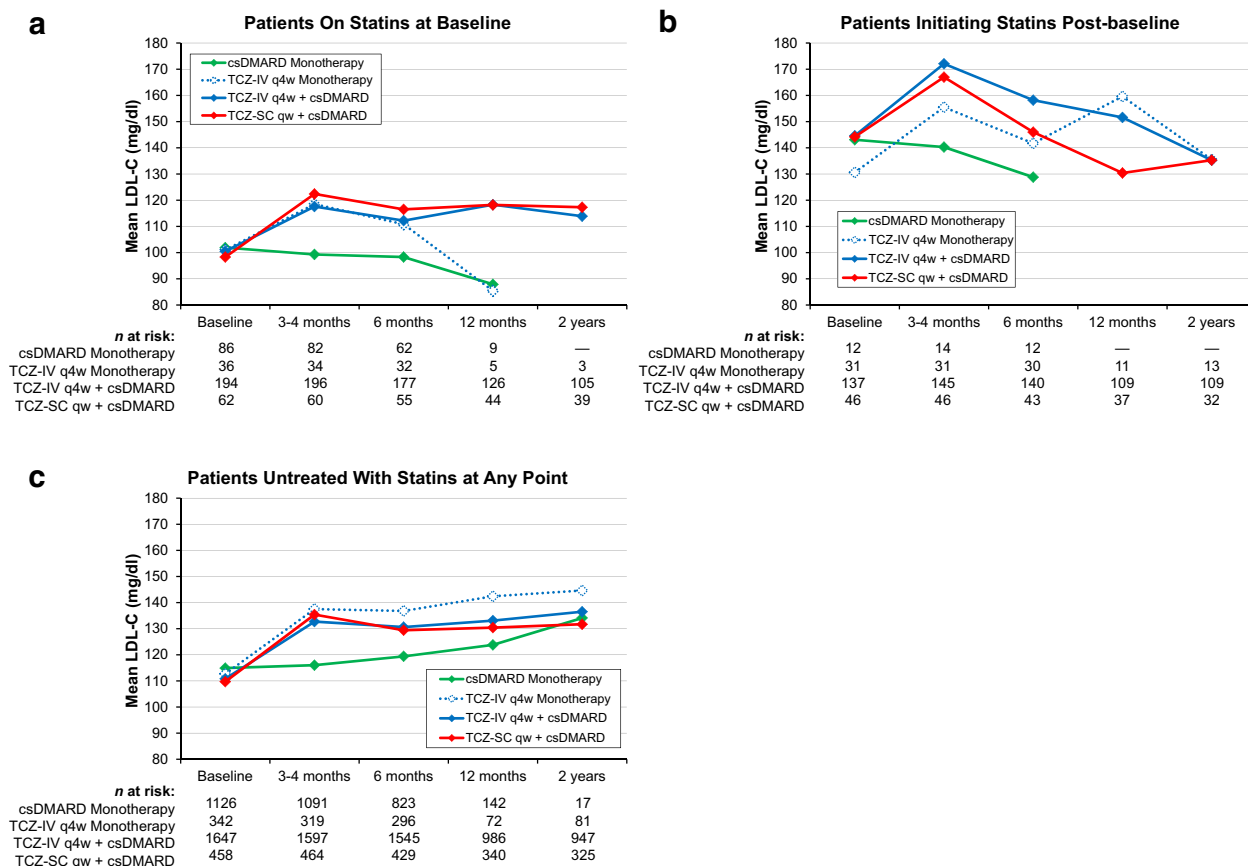 a
Patients On Statins at Baseline
Mean LDL-C (mg/dl)
180
170
160
150
140
130
120
110
100
90
80
csDMARD Monotherapy
TCZ-IV q4w Monotherapy
TCZ-IV q4w + csDMARD
TCZ-SC qw + csDMARD
Baseline 3-4 months 6 months 12 months 2 years
n at risk:
csDMARD Monotherapy 86 82 62 9 —
TCZ-IV q4w Monotherapy 36 34 32 5 3
TCZ-IV q4w + csDMARD 194 196 177 126 105
TCZ-SC qw + csDMARD 62 60 55 44 39
b
Patients Initiating Statins Post-baseline
Mean LDL-C (mg/dl)
180
170
160
150
140
130
120
110
100
90
80
csDMARD Monotherapy
TCZ-IV q4w Monotherapy
TCZ-IV q4w + csDMARD
TCZ-SC qw + csDMARD
Baseline 3-4 months 6 months 12 months 2 years
n at risk:
csDMARD Monotherapy 12 14 12 — —
TCZ-IV q4w Monotherapy 31 31 30 11 13
TCZ-IV q4w + csDMARD 137 145 140 109 109
TCZ-SC qw + csDMARD 46 46 43 37 32
c
Patients Untreated With Statins at Any Point
Mean LDL-C (mg/dl)
180
170
160
150
140
130
120
110
100
90
80
csDMARD Monotherapy
TCZ-IV q4w Monotherapy
TCZ-IV q4w + csDMARD
TCZ-SC qw + csDMARD
Baseline 3-4 months 6 months 12 months 2 years
n at risk:
csDMARD Monotherapy 1126 1091 823 142 17
TCZ-IV q4w Monotherapy 342 319 296 72 81
TCZ-IV q4w + csDMARD 1647 1597 1545 986 947
TCZ-SC qw + csDMARD 458 464 429 340 325